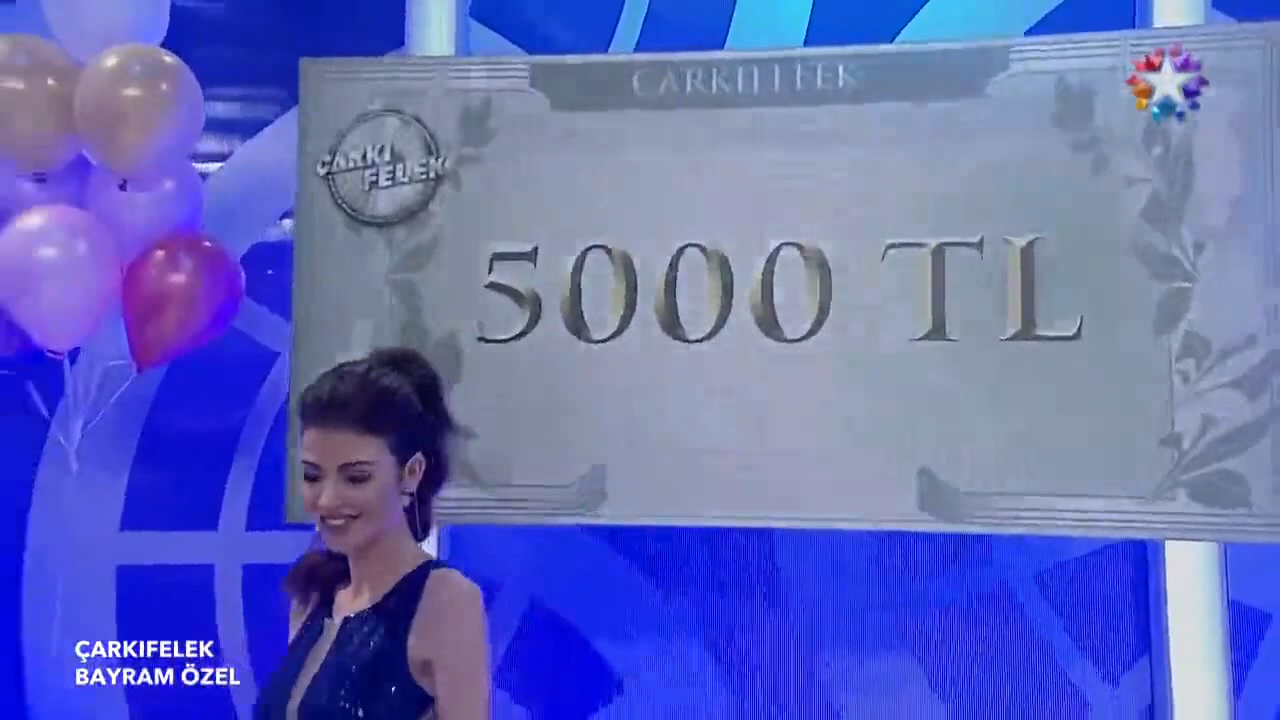 ÇARKIFELEK
ÇARKI
FELEK
5000 TL
ÇARKIFELEK
BAYRAM ÖZEL